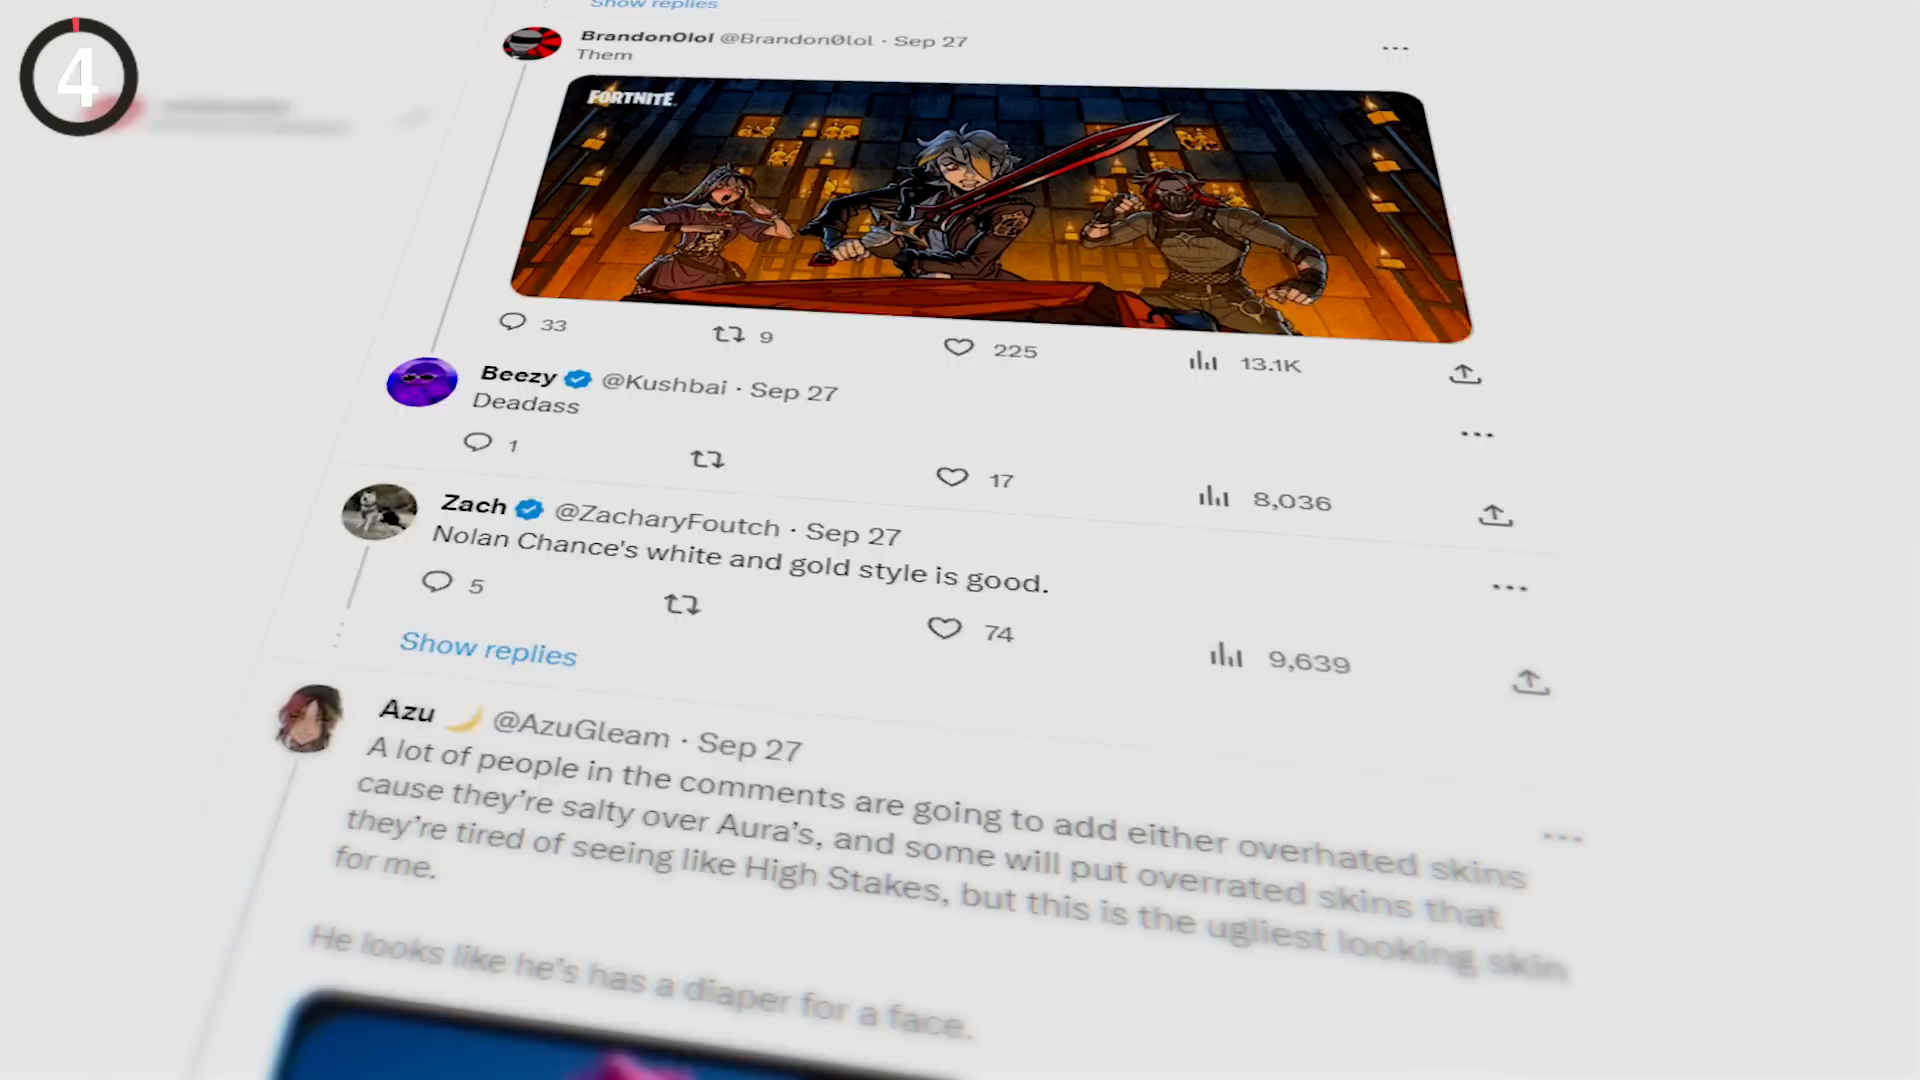 4
Show replies
Brandon0lol @Brandon0lol · Sep 27
Them
FORTNITE
33
9
225
13.1K
Beezy @Kushbai · Sep 27
Deadass
1
17
8,036
Zach @ZacharyFoutch · Sep 27
Nolan Chance's white and gold style is good.
5
74
9,639
Show replies
Azu @AzuGleam · Sep 27
A lot of people in the comments are going to add either overhated skins
cause they’re salty over Aura’s, and some will put overrated skins that
they’re tired of seeing like High Stakes, but this is the ugliest looking skin
for me.
He looks like he’s has a diaper for a face.